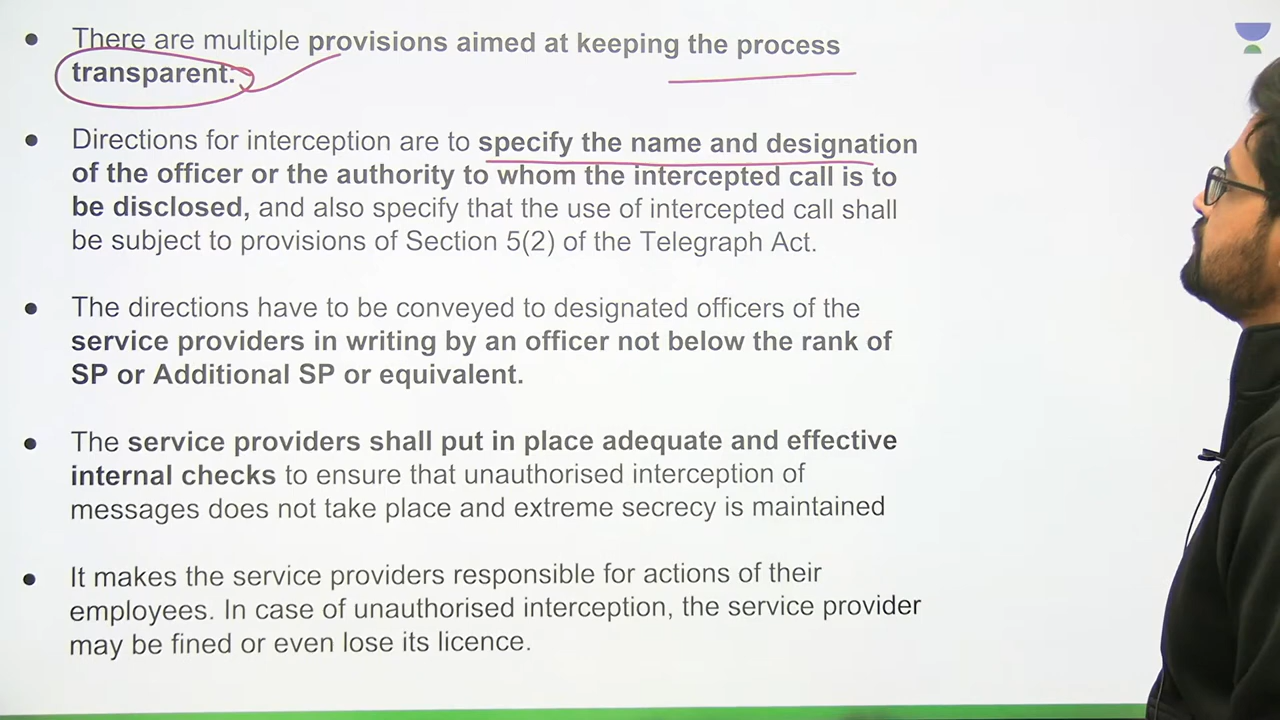 ● There are multiple provisions aimed at keeping the process
transparent:
● Directions for interception are to specify the name and designation
of the officer or the authority to whom the intercepted call is to
be disclosed, and also specify that the use of intercepted call shall
be subject to provisions of Section 5(2) of the Telegraph Act.
● The directions have to be conveyed to designated officers of the
service providers in writing by an officer not below the rank of
SP or Additional SP or equivalent.
● The service providers shall put in place adequate and effective
internal checks to ensure that unauthorised interception of
messages does not take place and extreme secrecy is maintained
● It makes the service providers responsible for actions of their
employees. In case of unauthorised interception, the service provider
may be fined or even lose its licence.